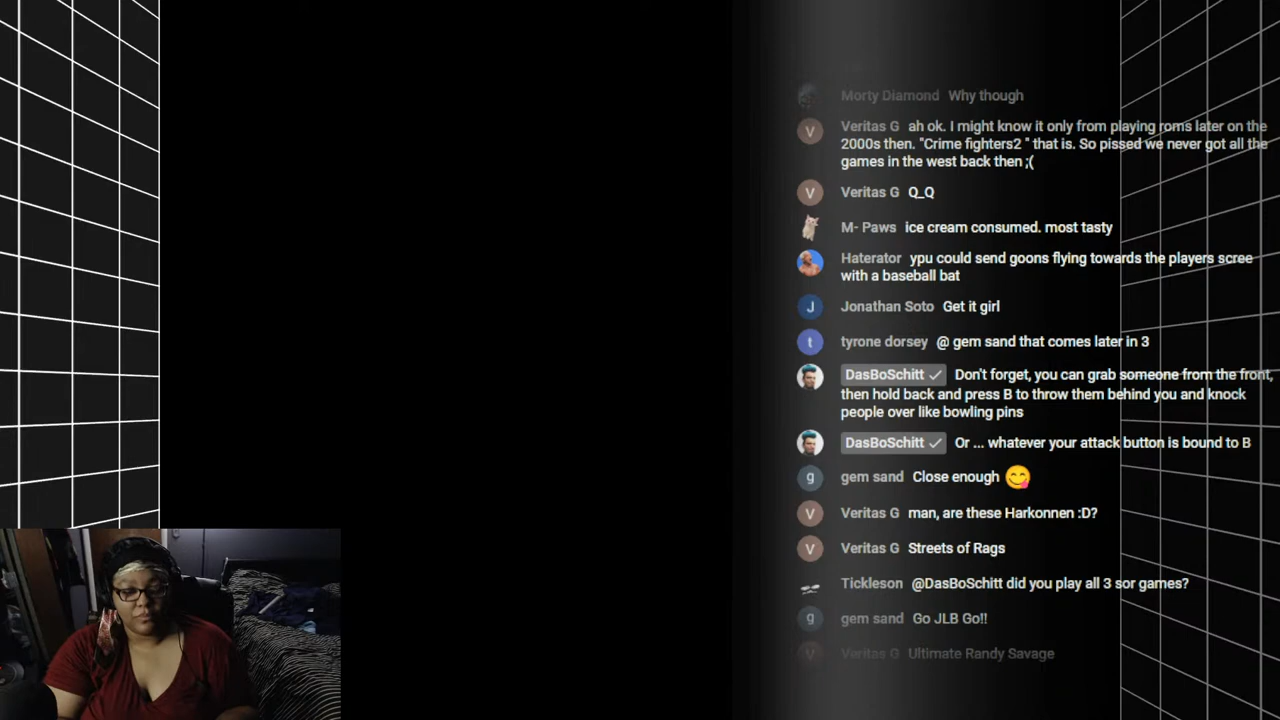 Morty Diamond Why though
Veritas G ah ok. I might know it only from playing roms later on the
2000s then. "Crime fighters2 " that is. So pissed we never got all the
games in the west back then ;(
Veritas G Q_Q
M- Paws ice cream consumed. most tasty
Haterator ypu could send goons flying towards the players scree
with a baseball bat
Jonathan Soto Get it girl
tyrone dorsey @ gem sand that comes later in 3
DasBoSchitt Don't forget, you can grab someone from the front,
then hold back and press B to throw them behind you and knock
people over like bowling pins
DasBoSchitt Or ... whatever your attack button is bound to B
gem sand Close enough 😋
Veritas G man, are these Harkonnen :D?
Veritas G Streets of Rags
Tickleson @DasBoSchitt did you play all 3 sor games?
gem sand Go JLB Go!!
Veritas G Ultimate Randy Savage